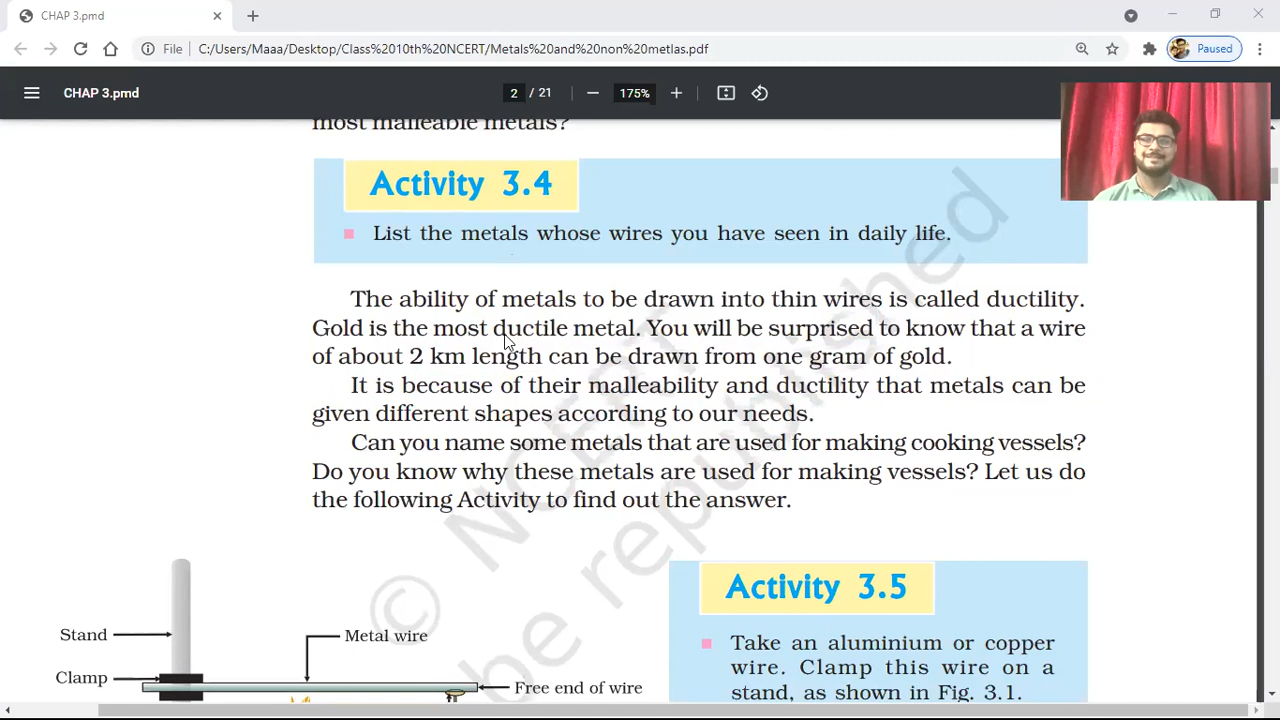 CHAP 3.pmd
Paused
File C:/Users/Maaa/Desktop/Class%2010th%20NCERT/Metals%20and%20non%20metlas.pdf
CHAP 3.pmd 2 / 21 175%
most malleable metals?
Activity 3.4
List the metals whose wires you have seen in daily life.
The ability of metals to be drawn into thin wires is called ductility.
Gold is the most ductile metal. You will be surprised to know that a wire
of about 2 km length can be drawn from one gram of gold.
It is because of their malleability and ductility that metals can be
given different shapes according to our needs.
Can you name some metals that are used for making cooking vessels?
Do you know why these metals are used for making vessels? Let us do
the following Activity to find out the answer.
Stand
Metal wire
Clamp
Free end of wire
Activity 3.5
Take an aluminium or copper
wire. Clamp this wire on a
stand, as shown in Fig. 3.1.
© NCERT
be republished